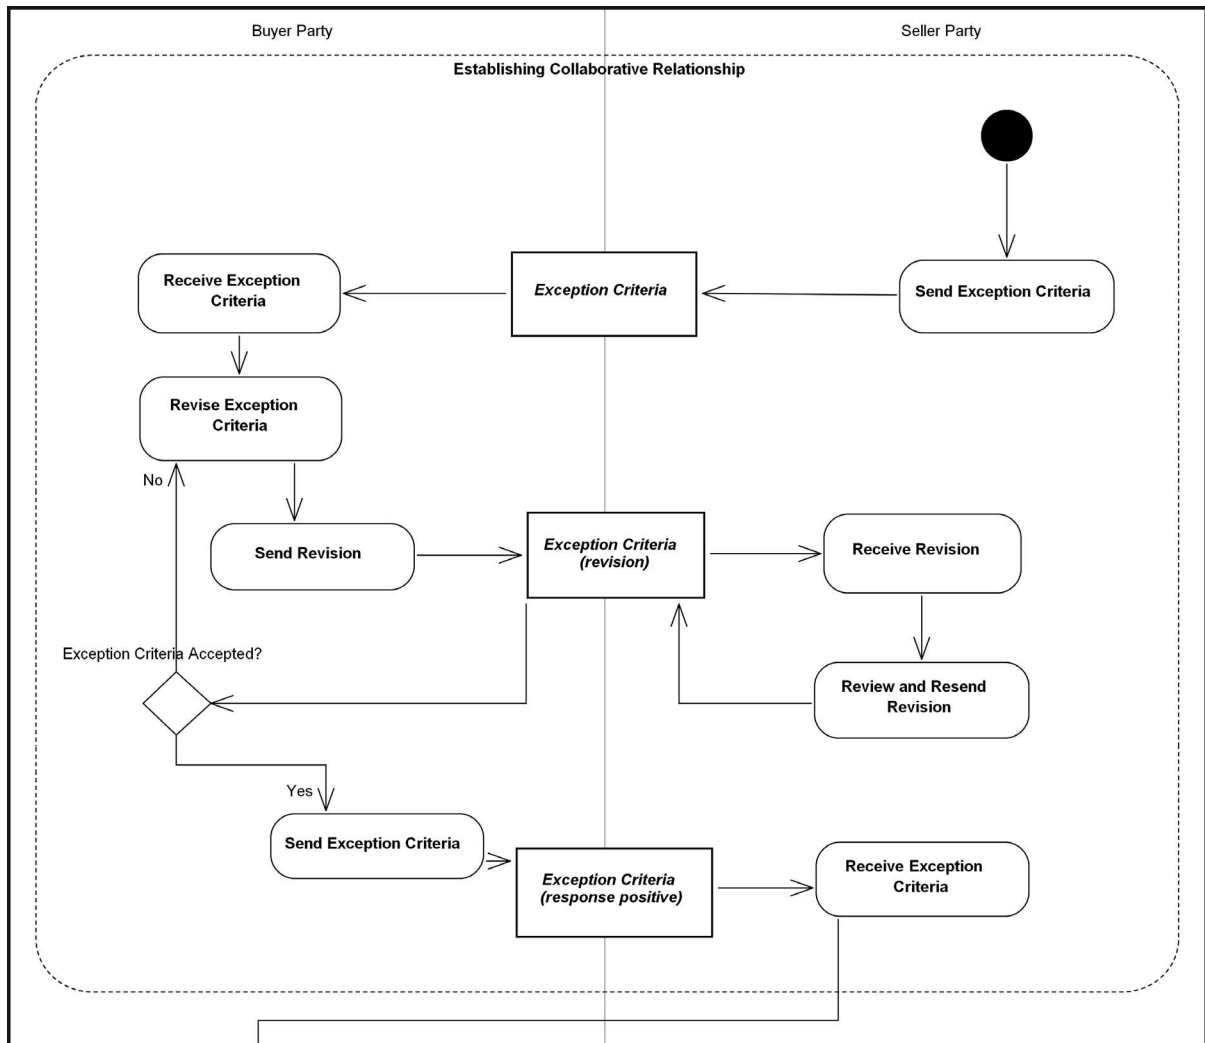 Buyer Party
Seller Party
Establishing Collaborative Relationship
Receive Exception
Criteria
Exception Criteria
Send Exception Criteria
Revise Exception
Criteria
No
Send Revision
Exception Criteria
(revision)
Receive Revision
Exception Criteria Accepted?
Review and Resend
Revision
Yes
Send Exception Criteria
Exception Criteria
(response positive)
Receive Exception
Criteria